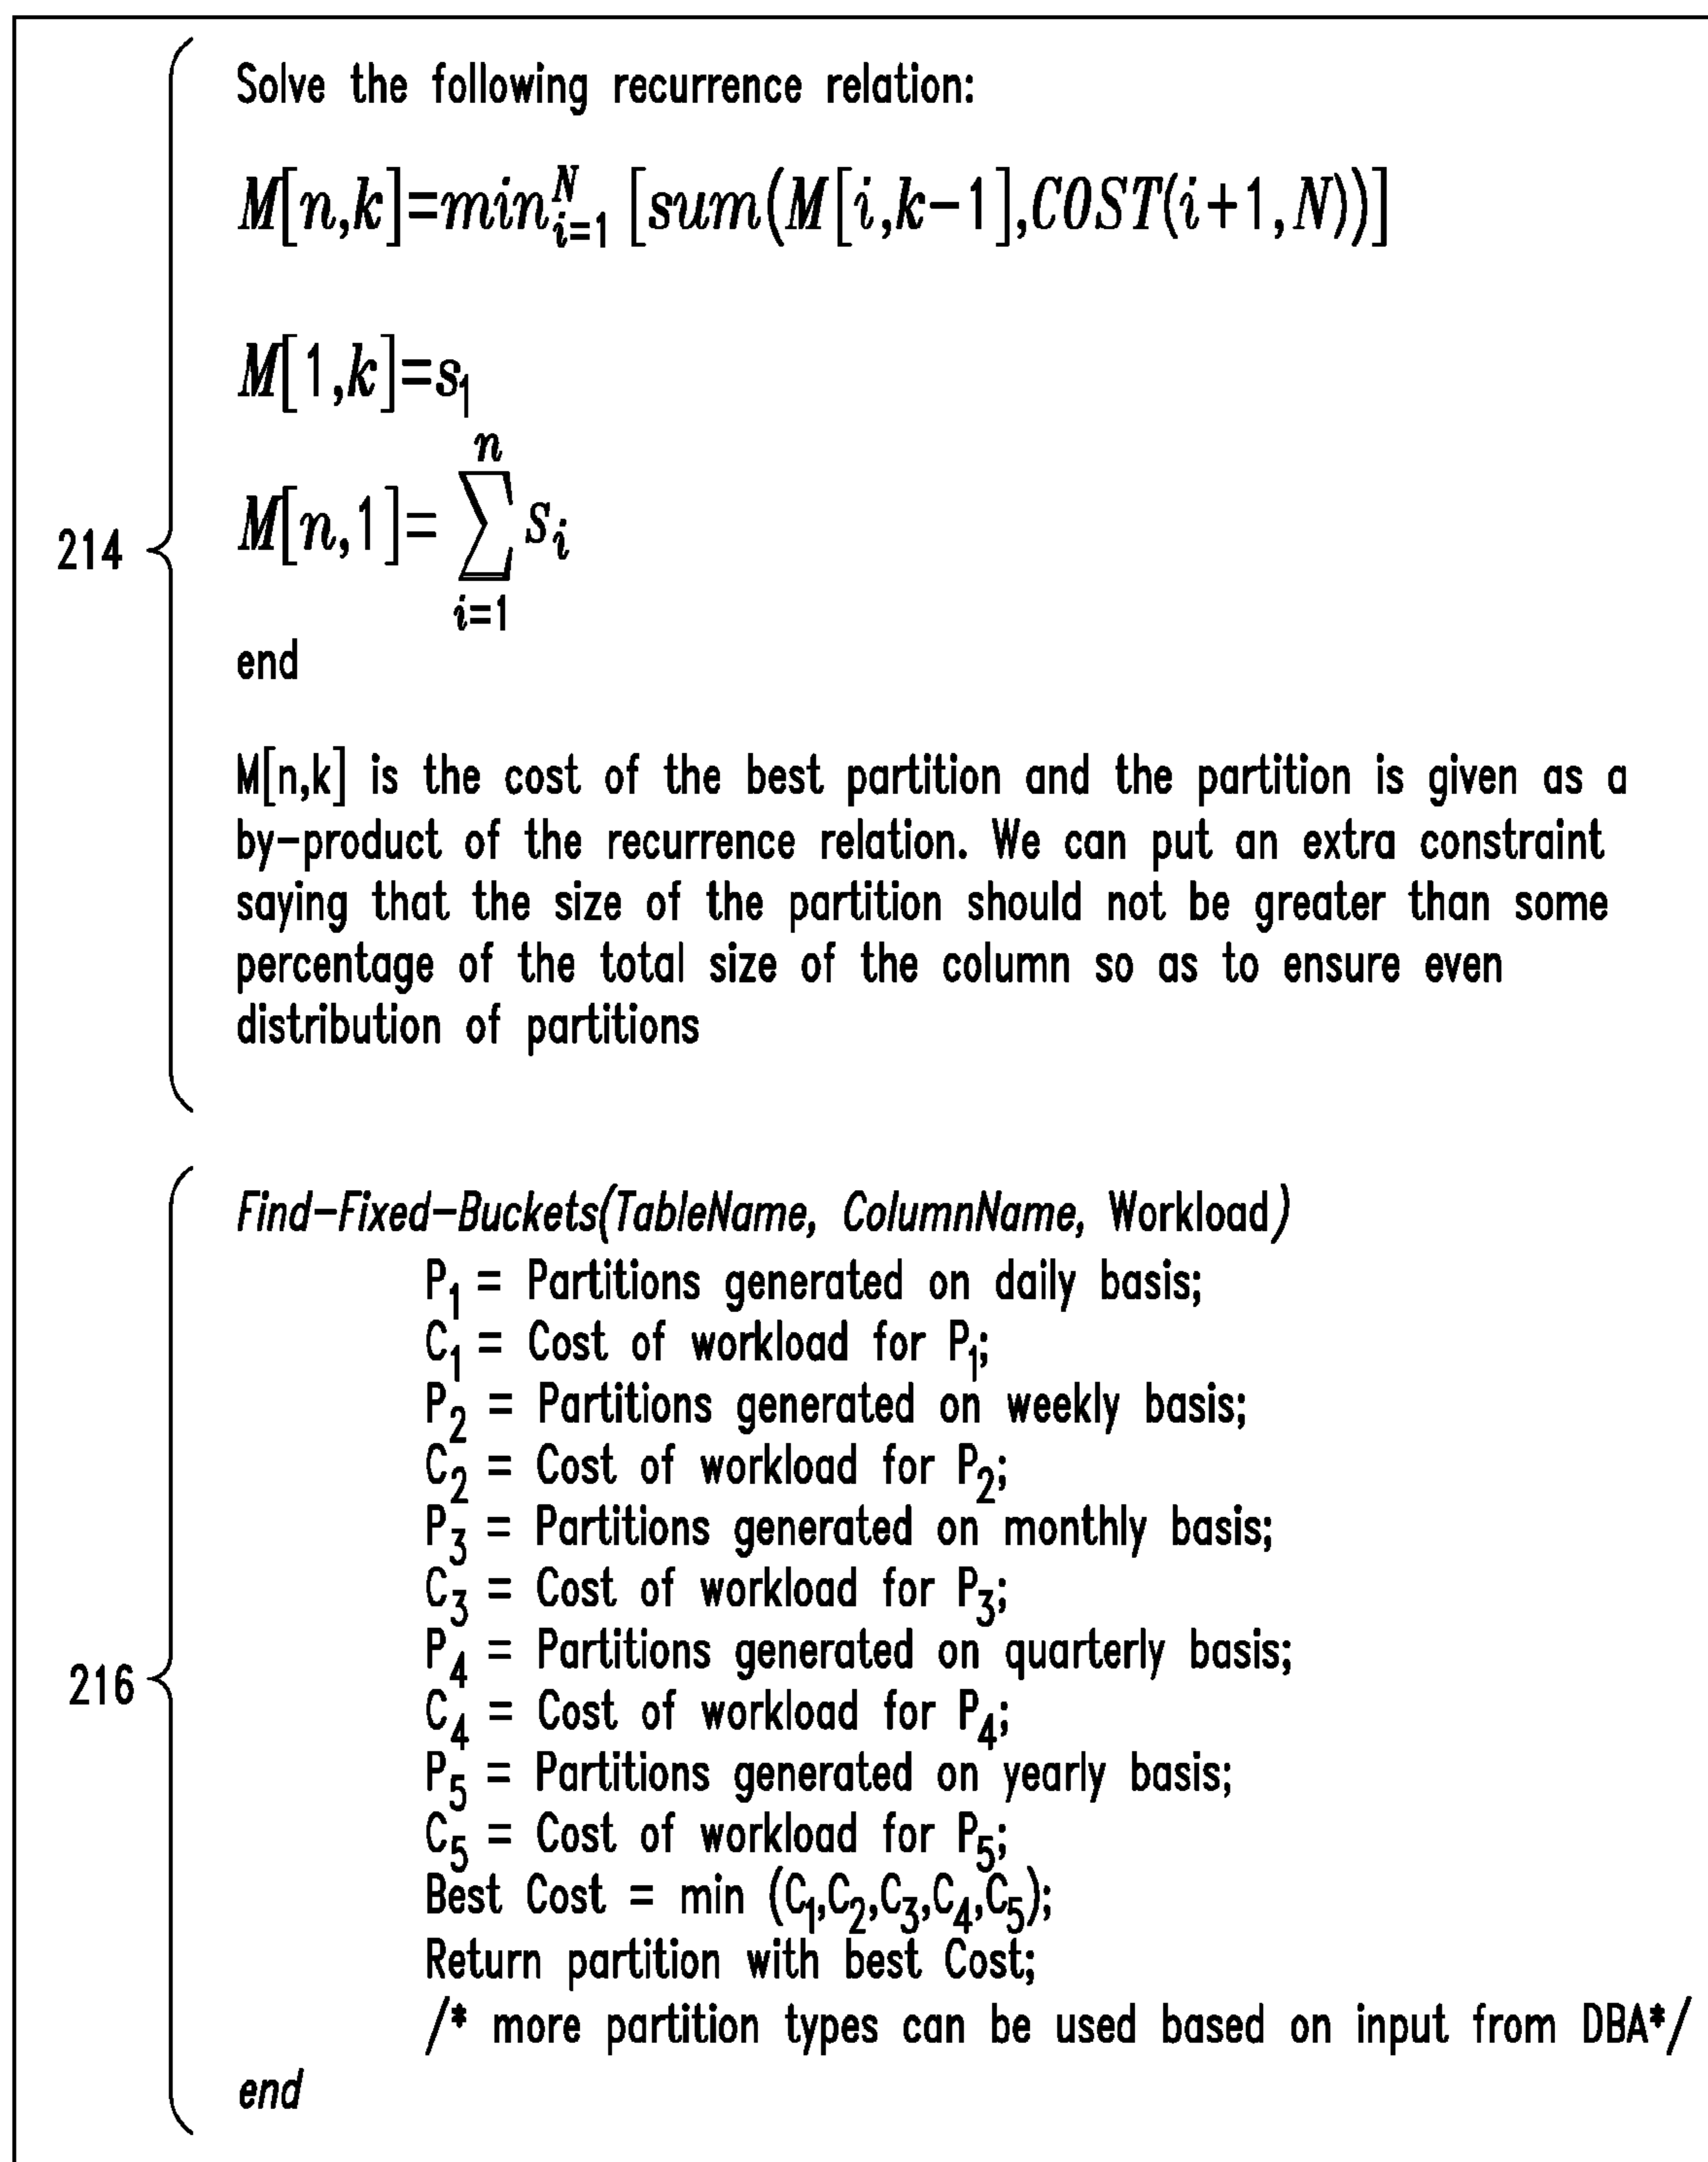 Solve the following recurrence relation:
M[n,k]=min_{i=1}^{N} [sum(M[i,k-1],COST(i+1,N))]
M[1,k]=s_1
M[n,1]= \sum_{i=1}^{n} s_i
214
end
M[n,k] is the cost of the best partition and the partition is given as a
by-product of the recurrence relation. We can put an extra constraint
saying that the size of the partition should not be greater than some
percentage of the total size of the column so as to ensure even
distribution of partitions
Find-Fixed-Buckets(TableName, ColumnName, Workload)
P_1 = Partitions generated on daily basis;
C_1 = Cost of workload for P_1;
P_2 = Partitions generated on weekly basis;
C_2 = Cost of workload for P_2;
P_3 = Partitions generated on monthly basis;
C_3 = Cost of workload for P_3;
P_4 = Partitions generated on quarterly basis;
216
C_4 = Cost of workload for P_4;
P_5 = Partitions generated on yearly basis;
C_5 = Cost of workload for P_5;
Best Cost = min (C_1,C_2,C_3,C_4,C_5);
Return partition with best Cost;
/* more partition types can be used based on input from DBA*/
end